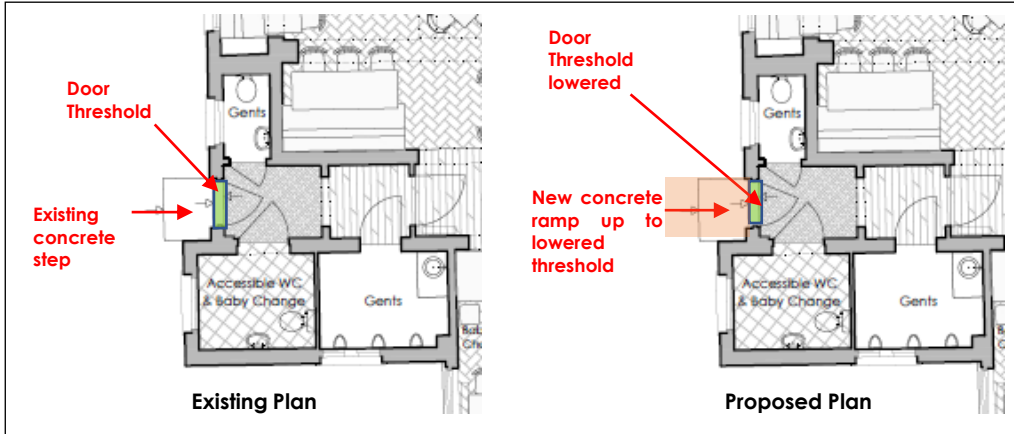 Door
Threshold
Existing
concrete
step
Gents
Accessible WC
& Baby Change
Gents
Existing Plan
Door
Threshold
lowered
New concrete
ramp up to
lowered
threshold
Gents
Accessible WC
& Baby Change
Gents
Proposed Plan